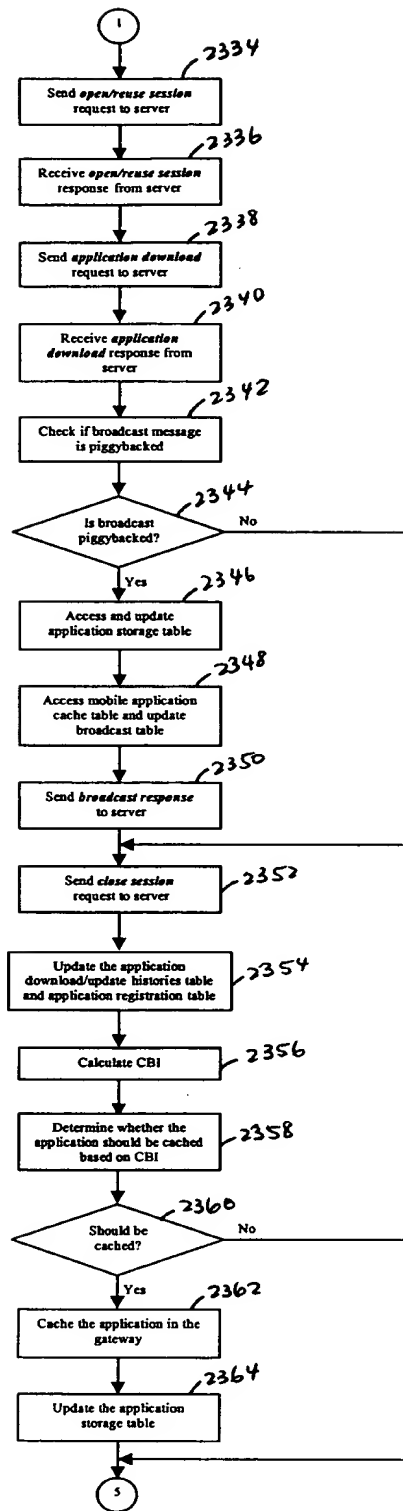 1
2334
Send open/reuse session
request to server
2336
Receive open/reuse session
response from server
2338
Send application download
request to server
2340
Receive application
download response from
server
2342
Check if broadcast message
is piggybacked
2344
Is broadcast
piggybacked?
No
Yes
2346
Access and update
application storage table
2348
Access mobile application
cache table and update
broadcast table
2350
Send broadcast response
to server
Send close session
request to server
2352
Update the application
download/update histories table
and application registration table
2354
Calculate CBI
2356
Determine whether the
application should be cached
based on CBI
2358
2360
Should be
cached?
No
Yes
2362
Cache the application in the
gateway
2364
Update the application
storage table
5